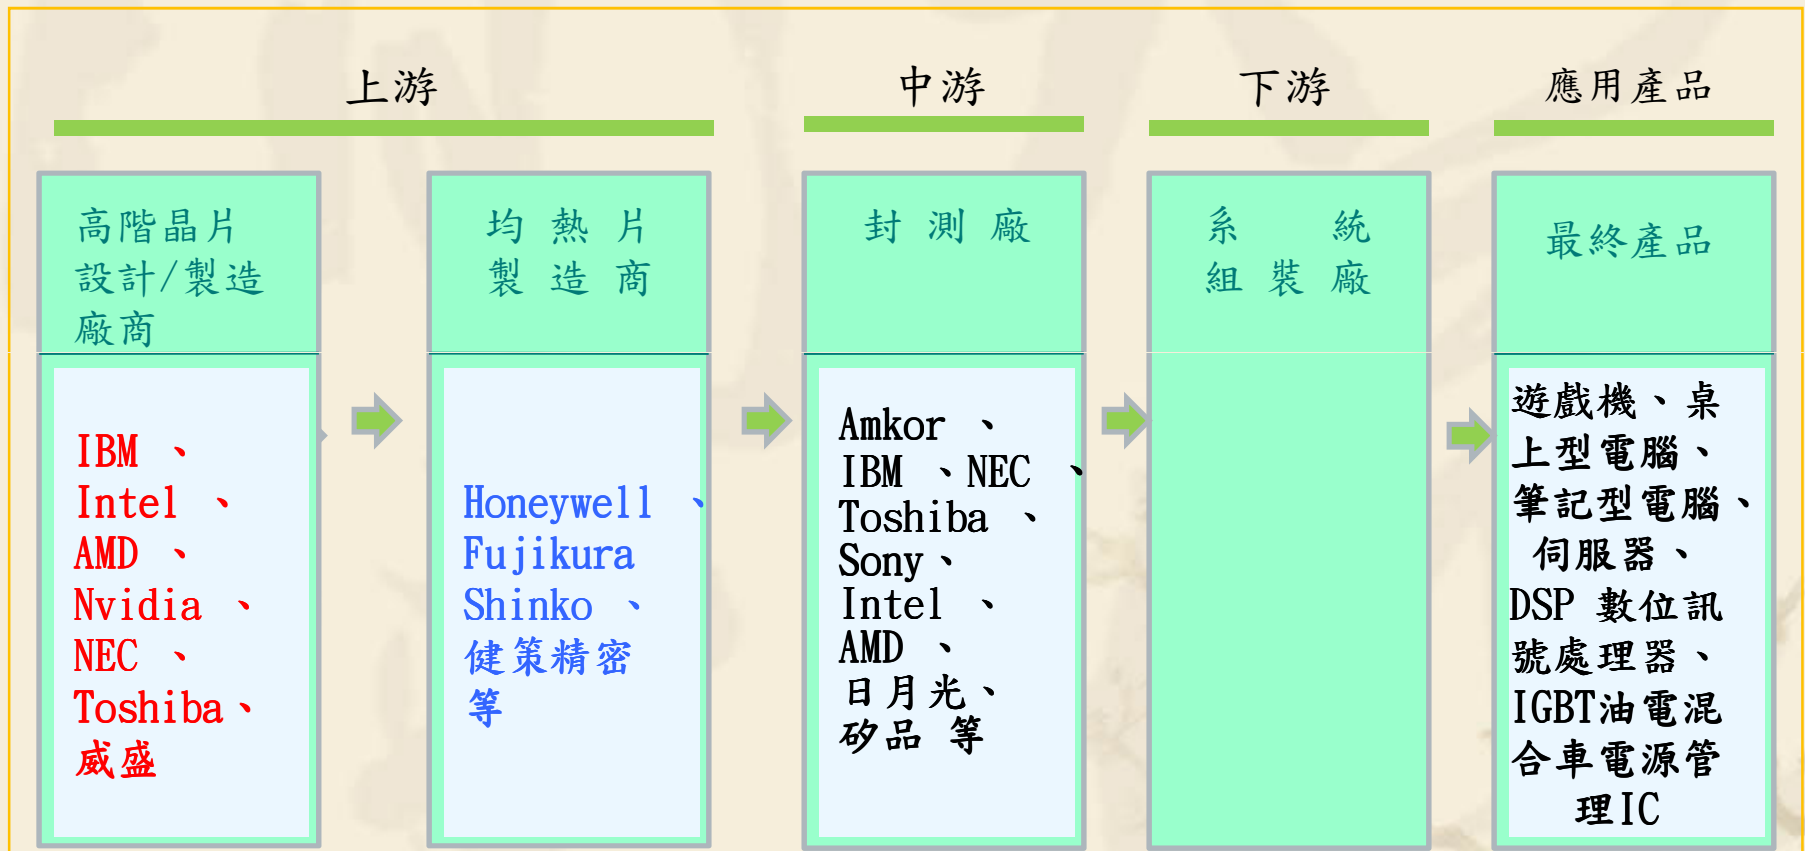 上游
中游
下游
應用產品
高階晶片
設計/製造
廠商
IBM 、
Intel 、
AMD 、
Nvidia 、
NEC 、
Toshiba、
威盛
均 熱 片
製 造 商
Honeywell 、
Fujikura
Shinko 、
健策精密
等
封 測 廠
Amkor 、
IBM 、NEC 、
Toshiba 、
Sony、
Intel 、
AMD 、
日月光、
矽品 等
系 統
組 裝 廠
最終產品
遊戲機、桌
上型電腦、
筆記型電腦、
伺服器、
DSP 數位訊
號處理器、
IGBT油電混
合車電源管
理IC